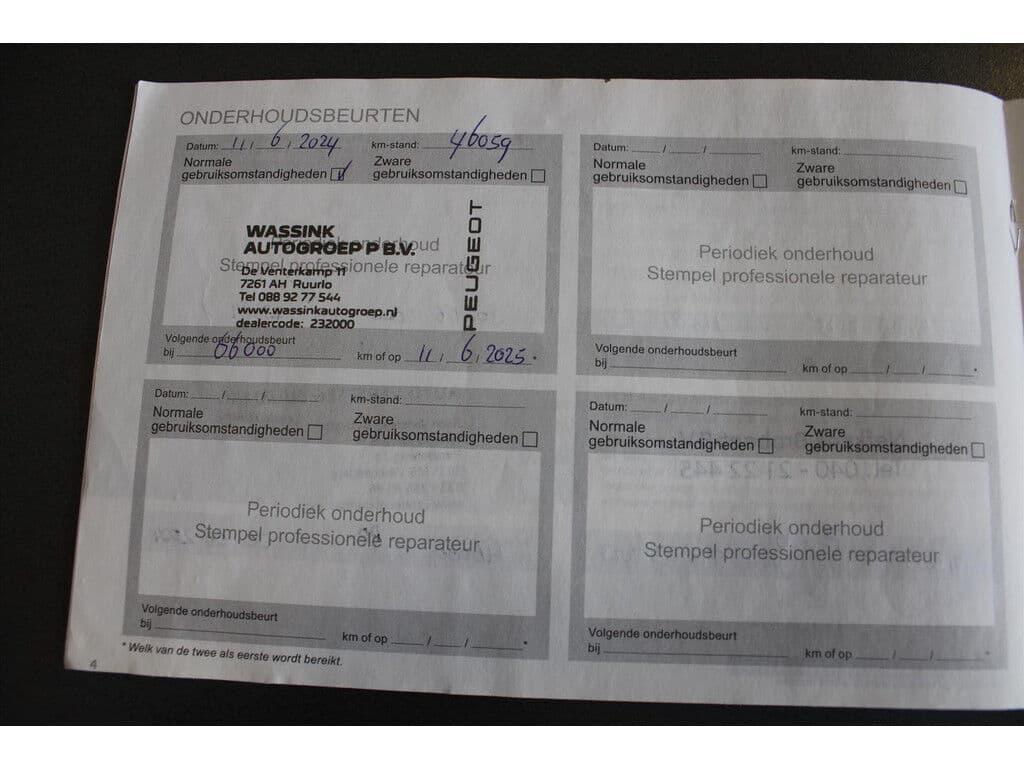 ONDERHOUDSBEURTEN
Datum: 11 / 6 / 2024 km-stand: 46059
Normale
gebruiksomstandigheden
Zware
gebruiksomstandigheden
WASSINK
AUTOGROEP P B.V.
Periodiek onderhoud
Stempel professionele reparateur
De Venterkamp 11
7261 AH Ruurlo
Tel 088 92 77 544
www.wassinkautogroep.nl
dealercode: 232000
PEUGEOT
Volgende onderhoudsbeurt
bij 66000 km of op 11 / 6 / 2025 *
Datum: / / km-stand:
Normale
gebruiksomstandigheden
Zware
gebruiksomstandigheden
Periodiek onderhoud
Stempel professionele reparateur
Volgende onderhoudsbeurt
bij km of op / / *
Datum: / / km-stand:
Normale
gebruiksomstandigheden
Zware
gebruiksomstandigheden
Periodiek onderhoud
Stempel professionele reparateur
Volgende onderhoudsbeurt
bij km of op / / *
Datum: / / km-stand:
Normale
gebruiksomstandigheden
Zware
gebruiksomstandigheden
Periodiek onderhoud
Stempel professionele reparateur
Volgende onderhoudsbeurt
bij km of op / / *
* Welk van de twee als eerste wordt bereikt.
4